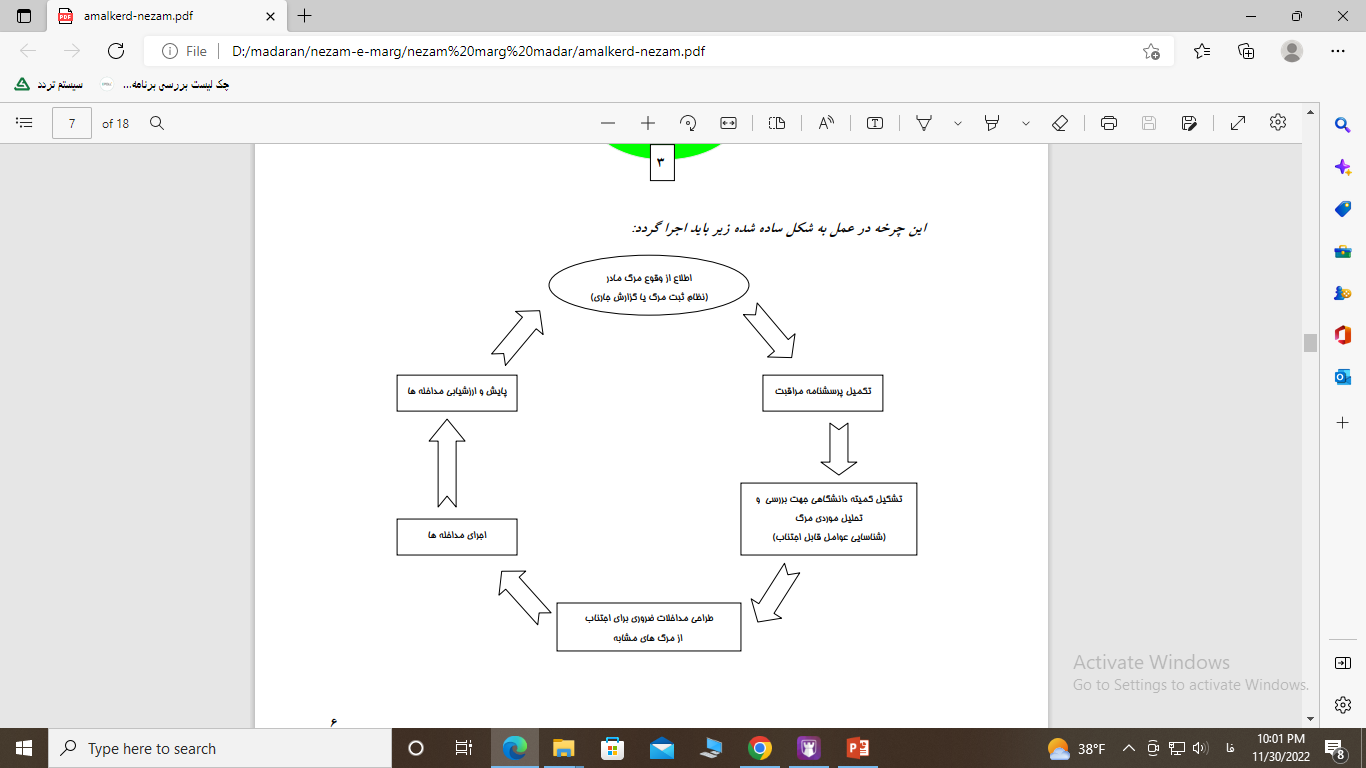 amalkerd-nezam.pdf
File
D:/madaran/nezam-e-marg/nezam%20marg%20madar/amalkerd-nezam.pdf
سیستم تردد
چک لیست بررسی برنامه...
7 of 18
۳
این چرخه در عمل به شکل ساده شده زیر باید اجرا گردد:
اطلاع از وقوع مرگ مادر
(نظام ثبت مرگ یا گزارش جاری)
تکمیل پرسشنامه مراقبت
تشکیل کمیته دانشگاهی جهت بررسی و
تحلیل موردی مرگ
(شناسایی عوامل قابل اجتناب)
طراحی مداخلات ضروری برای اجتناب
از مرگ های مشابه
اجرای مداخله ها
پایش و ارزشیابی مداخله ها
۶
Activate Windows
Go to Settings to activate Windows.
Type here to search
38°F
فا
10:01 PM
11/30/2022
8